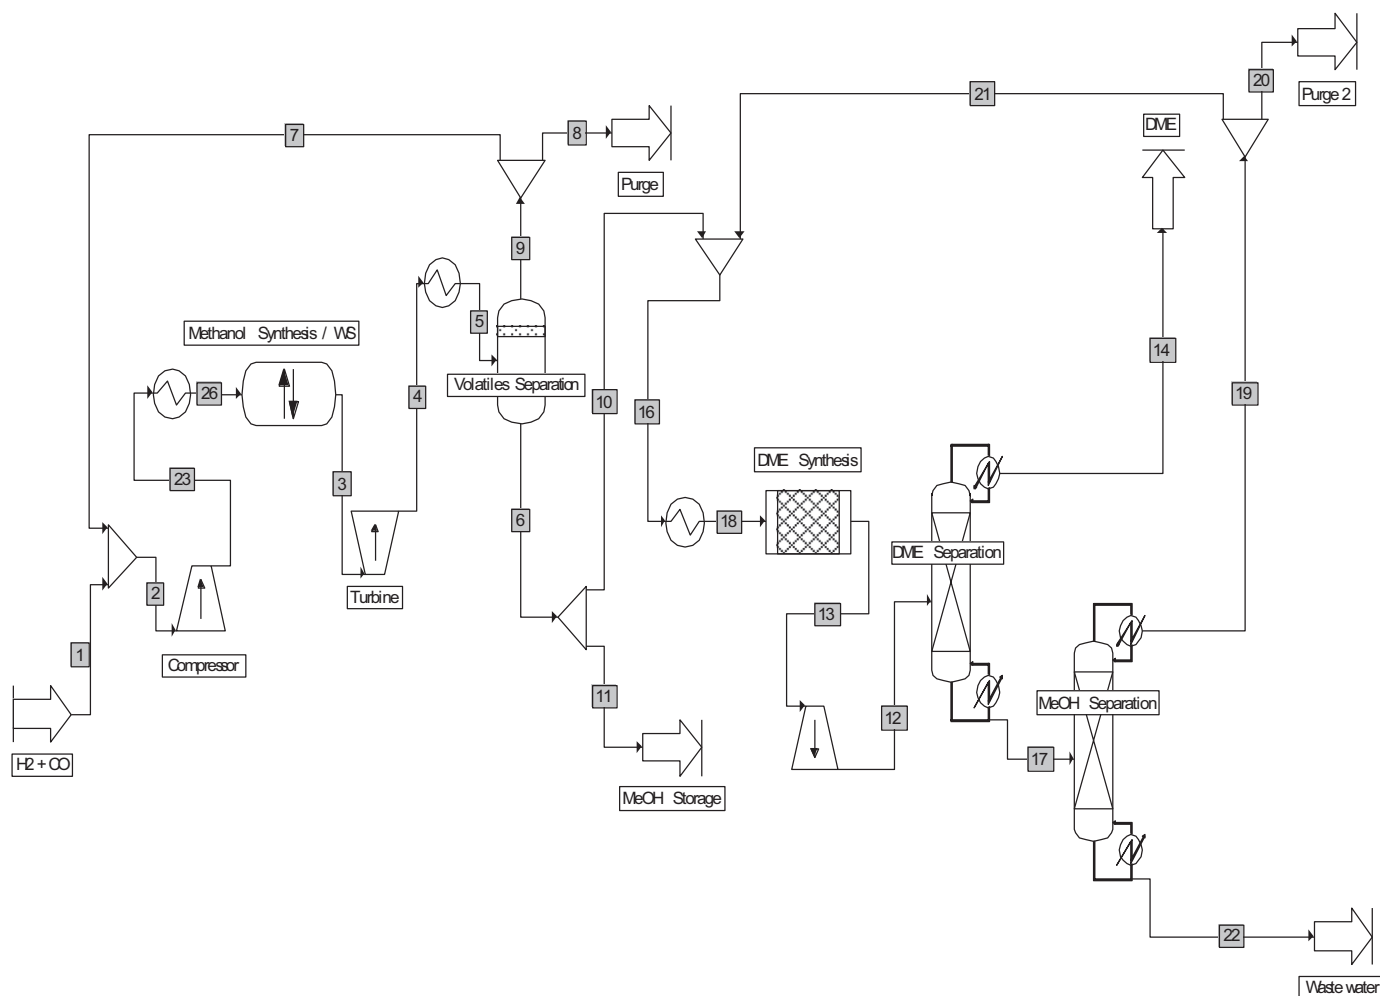 20
21
Purge 2
DME
7
8
Purge
9
14
Methanol Synthesis / WS
5
Volatiles Separation
4
26
10
16
19
DME Synthesis
23
3
6
18
DME Separation
Turbine
2
13
1
Compressor
11
12
MeOH Separation
17
H2 + CO
MeOH Storage
22
Waste water